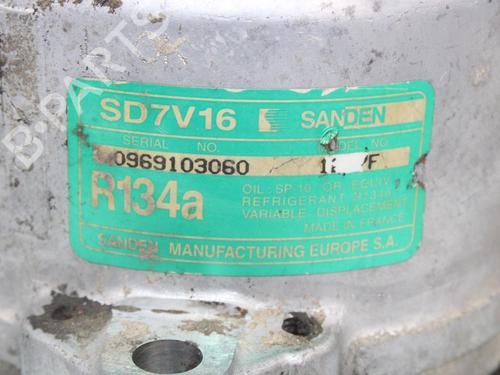 SD7V16 SANDEN
SERIAL NO. NO.
0969103060
R134a
OIL: SP 10 OR EQUIV.
REFRIGERANT R134a
VARIABLE DISPLACEMENT
MADE IN FRANCE
SANDEN MANUFACTURING EUROPE S.A.
B-PARTS